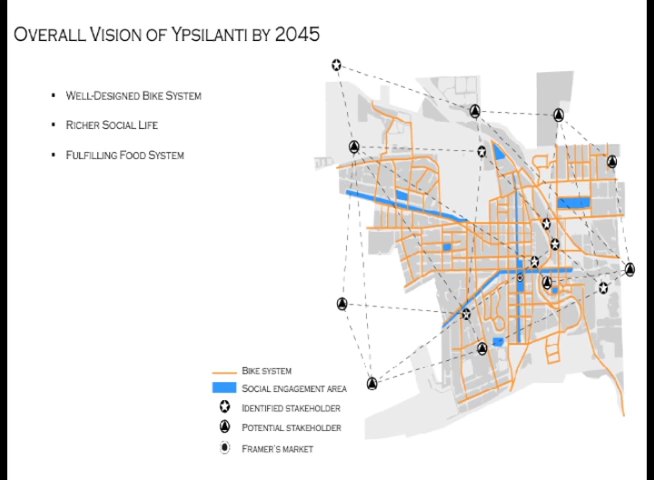 OVERALL VISION OF YPSILANTI BY 2045
WELL-DESIGNED BIKE SYSTEM
RICHER SOCIAL LIFE
FULFILLING FOOD SYSTEM
BIKE SYSTEM
SOCIAL ENGAGEMENT AREA
IDENTIFIED STAKEHOLDER
POTENTIAL STAKEHOLDER
FRAMER'S MARKET